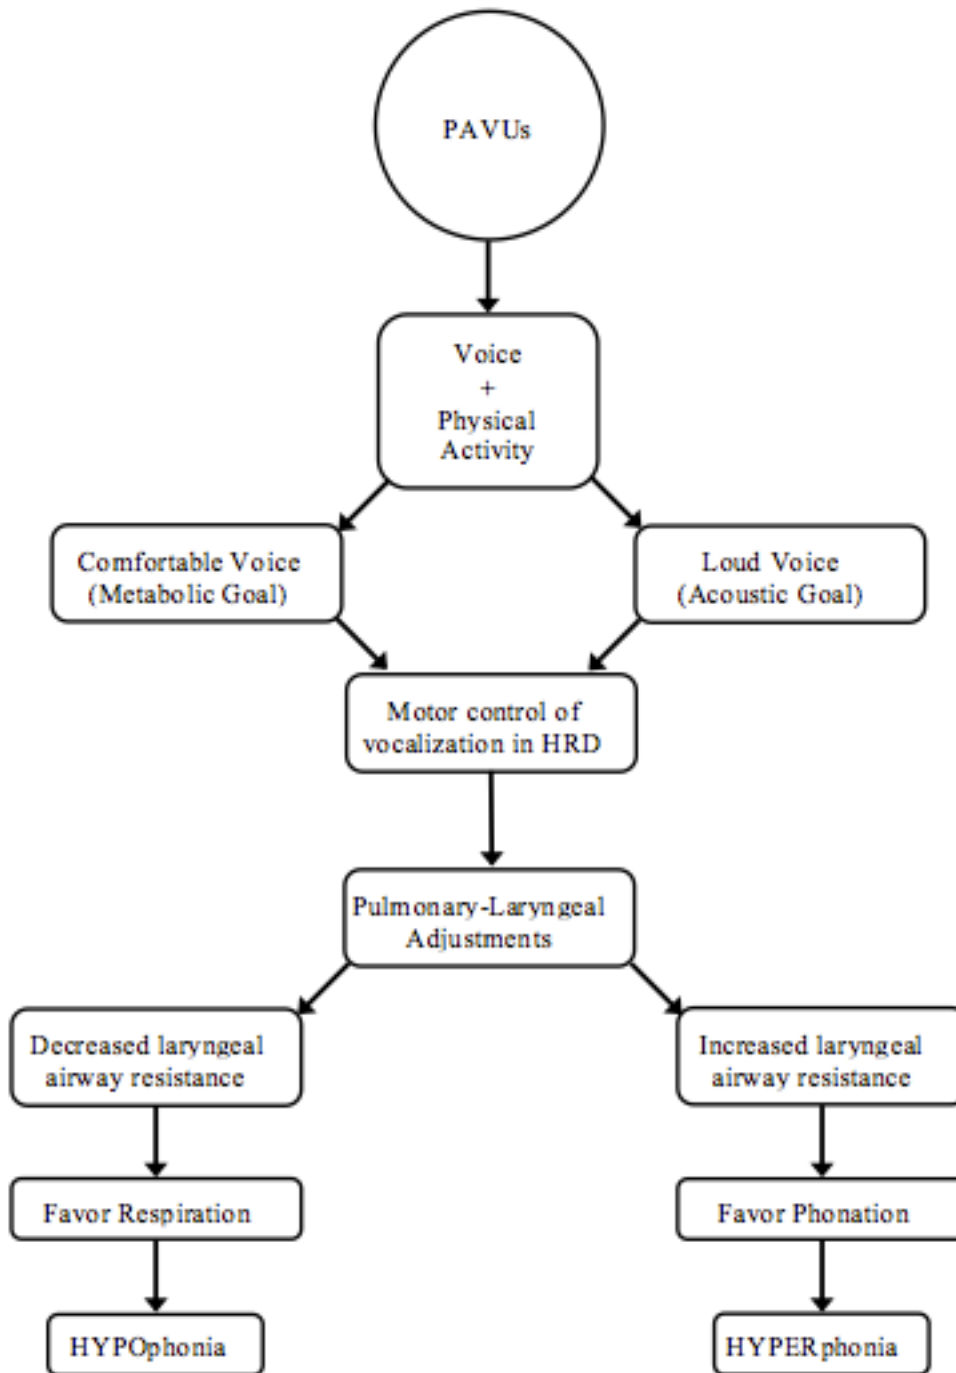 PAVUs
Voice
+
Physical
Activity
Comfortable Voice
(Metabolic Goal)
Loud Voice
(Acoustic Goal)
Motor control of
vocalization in HRD
Pulmonary-Laryngeal
Adjustments
Decreased laryngeal
airway resistance
Increased laryngeal
airway resistance
Favor Respiration
Favor Phonation
HYPOphonia
HYPERphonia